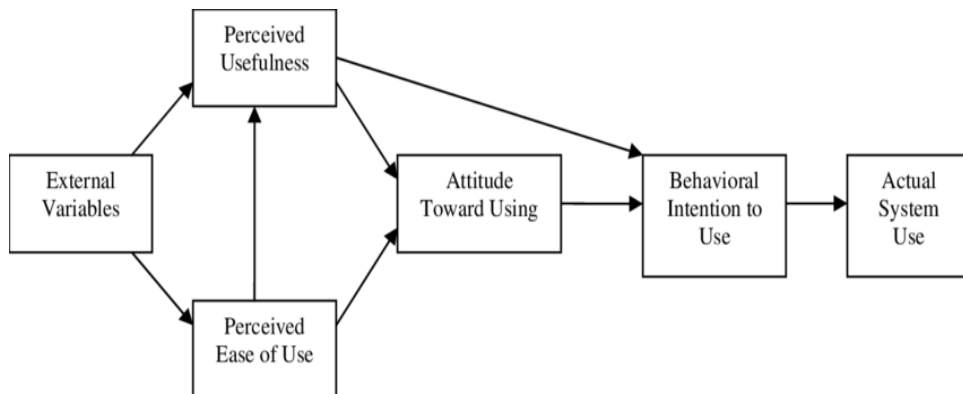 Perceived
Usefulness
External
Variables
Attitude
Toward Using
Behavioral
Intention to
Use
Actual
System
Use
Perceived
Ease of Use